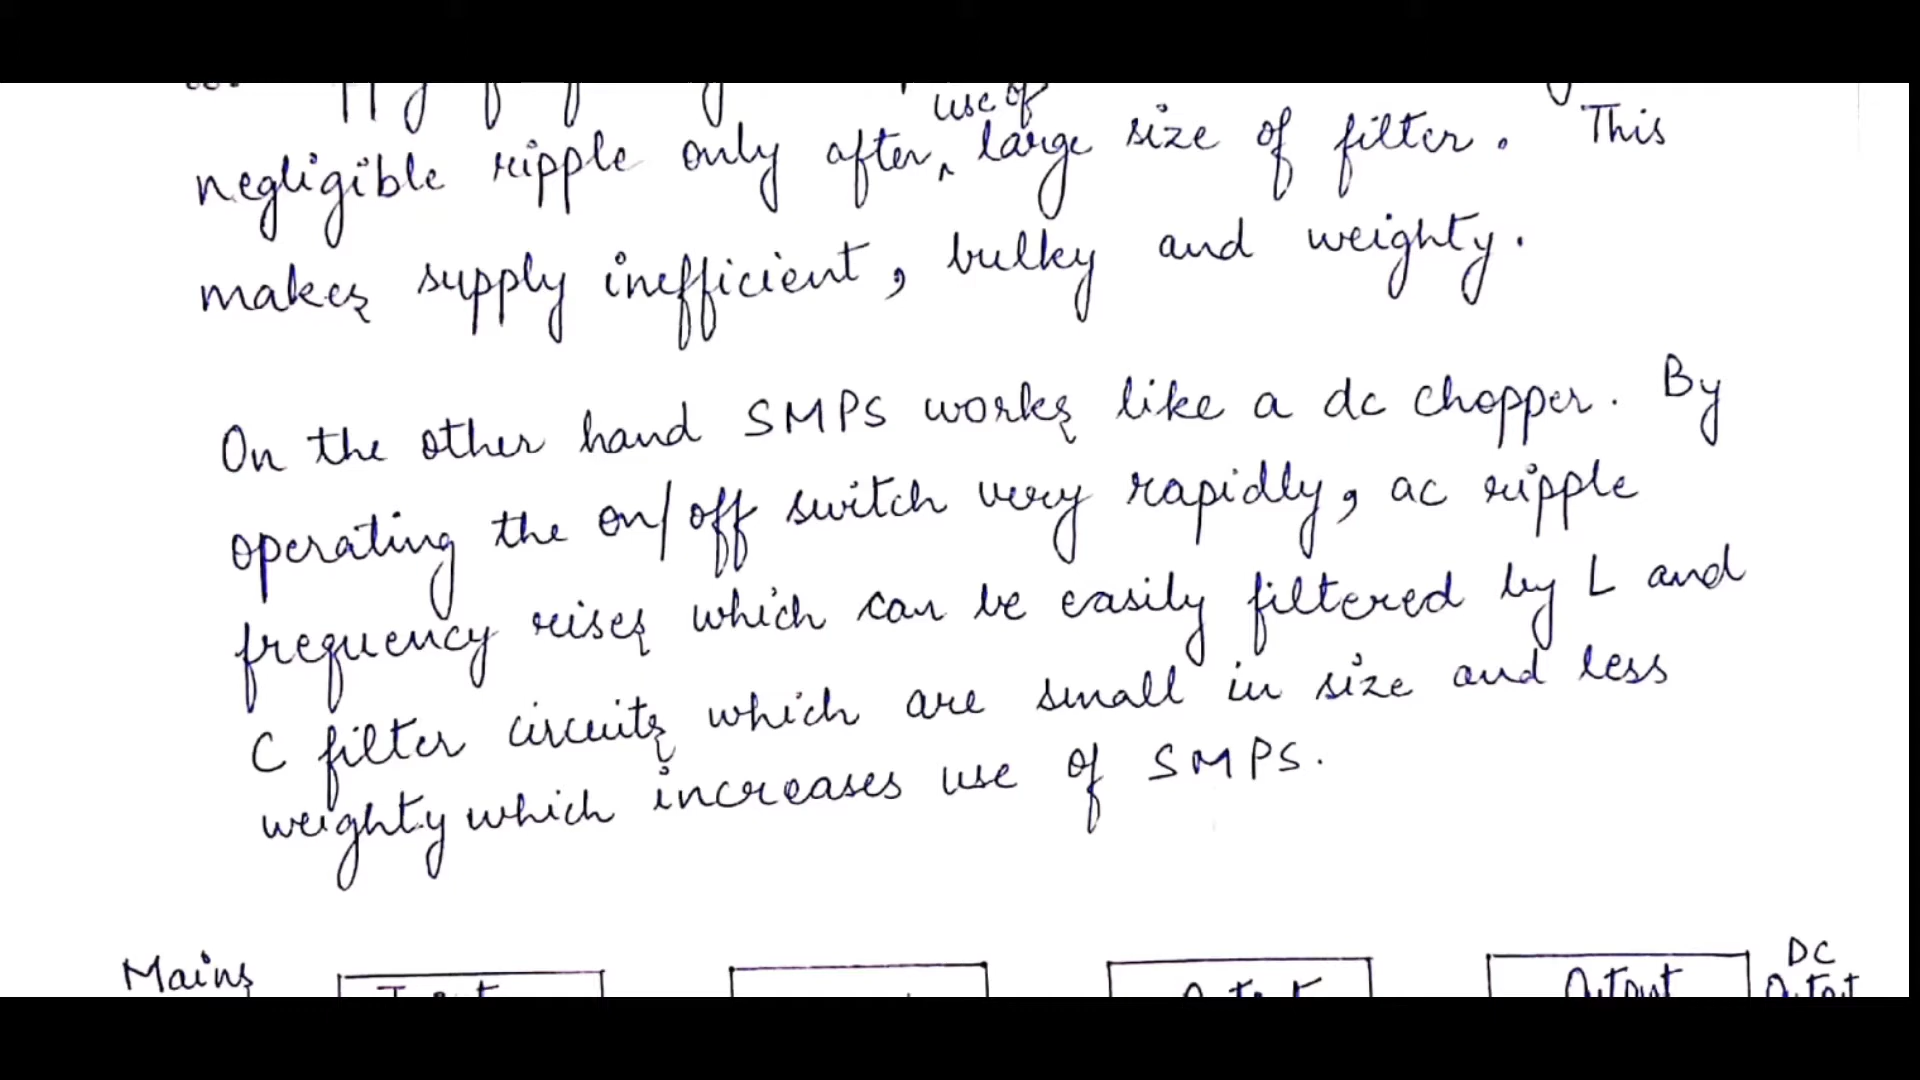 use of
negligible ripple only after ^ large size of filter. This
makes supply inefficient, bulky and weighty.
On the other hand SMPS works like a dc chopper. By
operating the on/off switch very rapidly, ac ripple
frequency rises which can be easily filtered by L and
C filter circuits which are small in size and less
weighty which increases use of SMPS.
Mains
Output
DC
Output